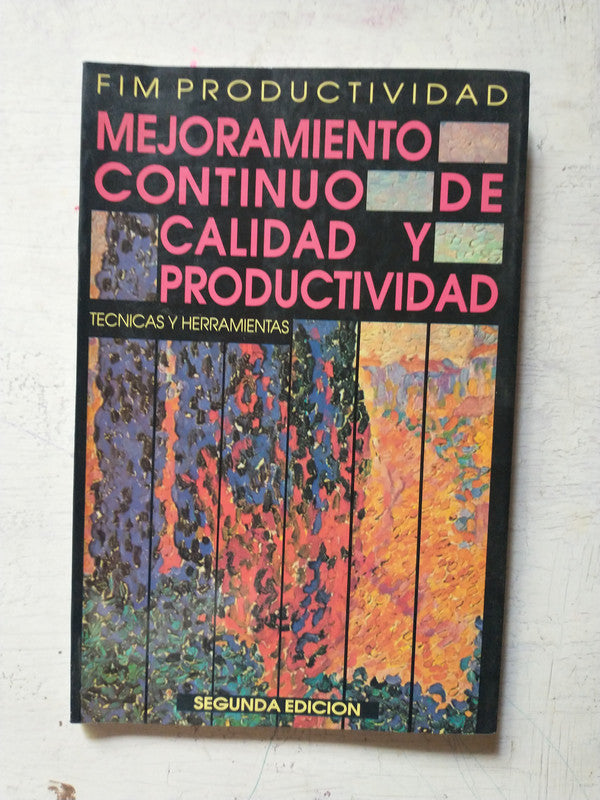 FIM PRODUCTIVIDAD
MEJORAMIENTO
CONTINUO DE
CALIDAD Y
PRODUCTIVIDAD
TECNICAS Y HERRAMIENTAS
SEGUNDA EDICION